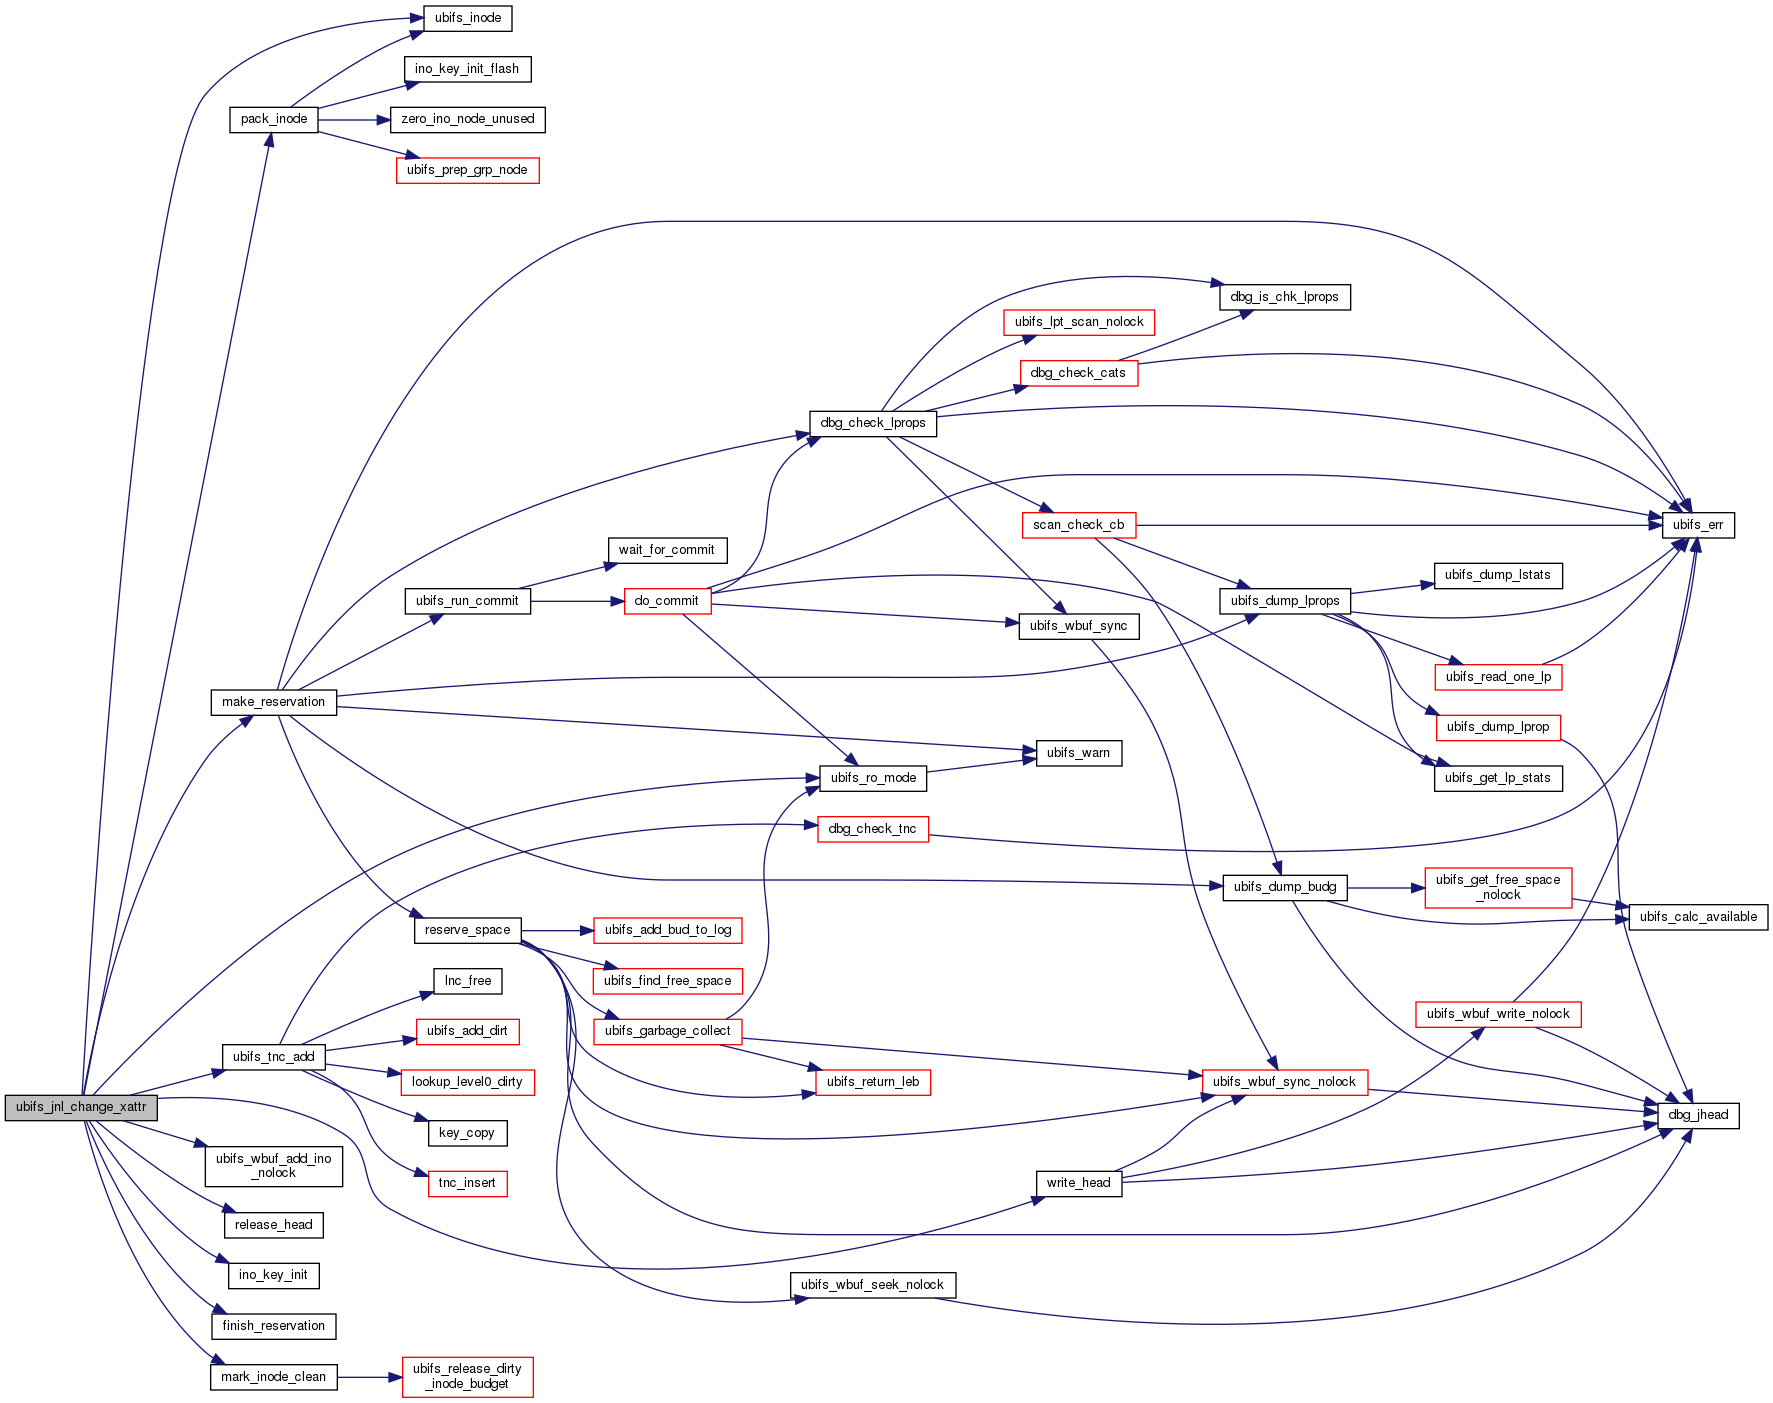 ubifs_inode
ino_key_init_flash
pack_inode
zero_ino_node_unused
ubifs_prep_grp_node
dbg_is_chk_lprops
ubifs_lpt_scan_nolock
dbg_check_cats
dbg_check_lprops
scan_check_cb
ubifs_err
wait_for_commit
ubifs_dump_lstats
ubifs_run_commit
do_commit
ubifs_dump_lprops
ubifs_wbuf_sync
ubifs_read_one_lp
make_reservation
ubifs_dump_lprop
ubifs_warn
ubifs_ro_mode
ubifs_get_lp_stats
dbg_check_tnc
ubifs_dump_budg
ubifs_get_free_space
_nolock
ubifs_calc_available
reserve_space
ubifs_add_bud_to_log
lnc_free
ubifs_find_free_space
ubifs_wbuf_write_nolock
ubifs_add_dirt
ubifs_garbage_collect
ubifs_tnc_add
lookup_level0_dirty
ubifs_return_leb
ubifs_wbuf_sync_nolock
ubifs_jnl_change_xattr
dbg_jhead
key_copy
ubifs_wbuf_add_ino
_nolock
tnc_insert
write_head
release_head
ino_key_init
ubifs_wbuf_seek_nolock
finish_reservation
mark_inode_clean
ubifs_release_dirty
_inode_budget